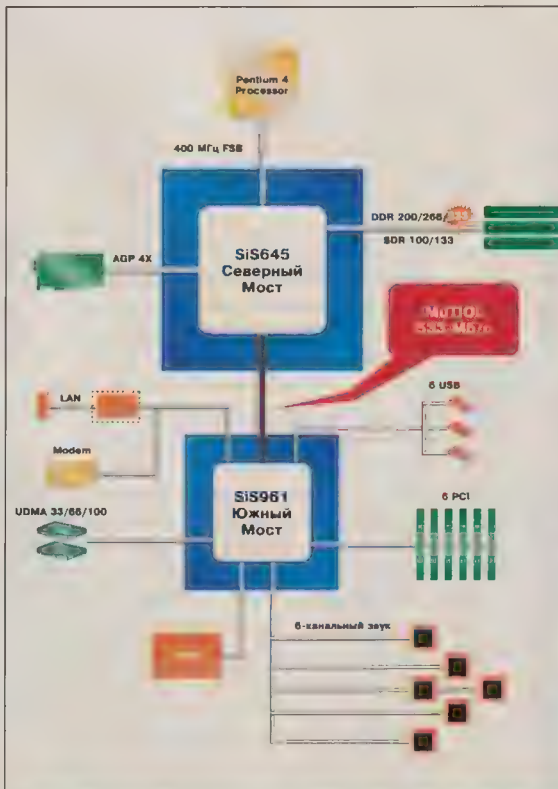 Pentium 4
Processor
400 МГц FSB
DDR 200/266/333
SDR 100/133
SiS645
Северный
Мост
AGP 4X
MuTIOL
533 Мб/с
LAN
6 USB
Modem
SiS961
Южный
Мост
UDMA 33/66/100
6 PCI
6-канальный звук